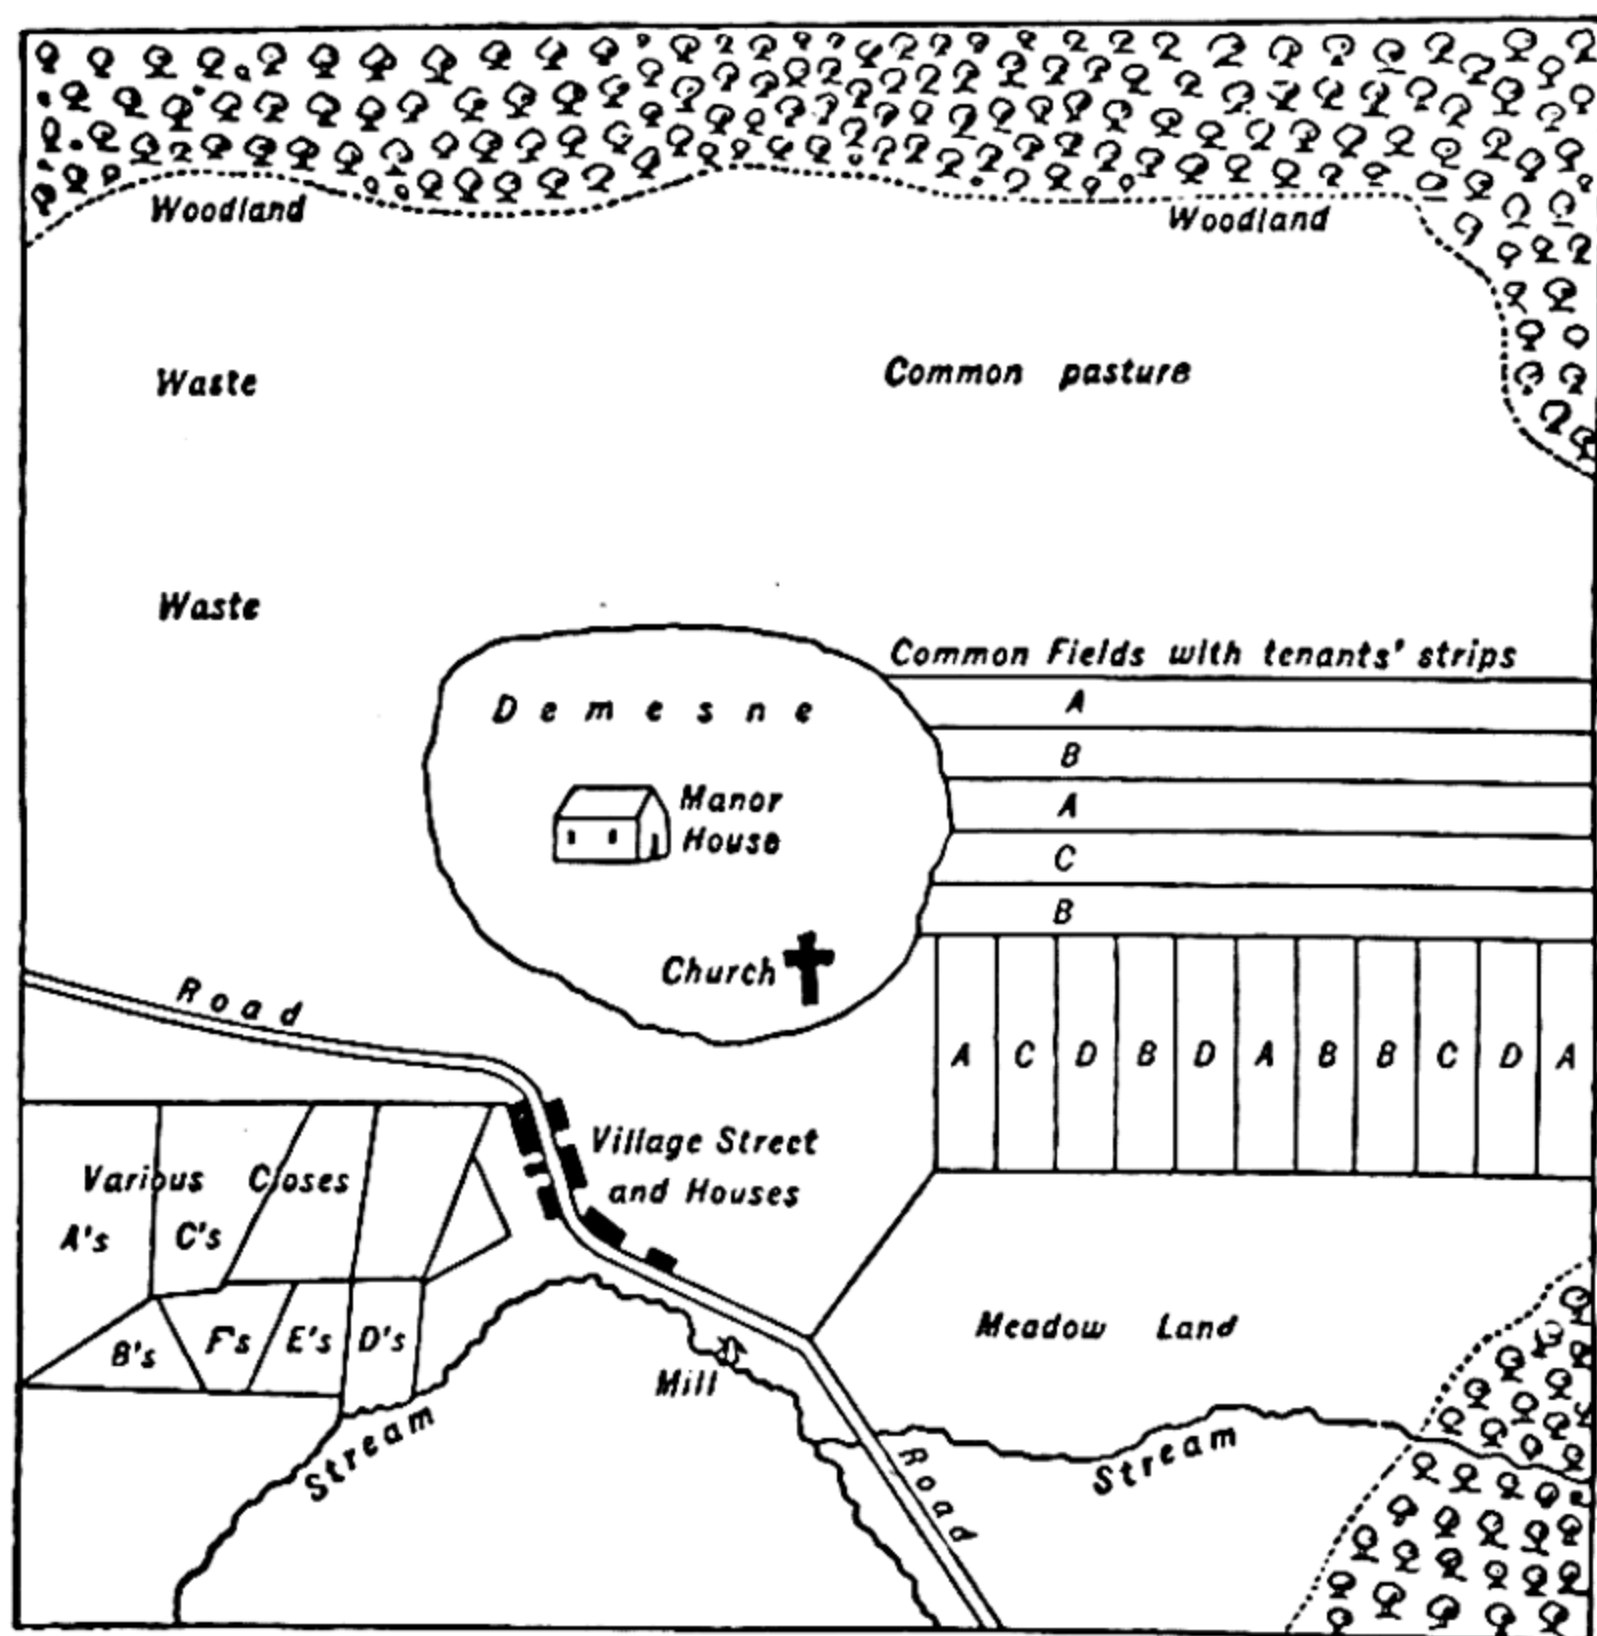 Woodland
Woodland
Waste
Common pasture
Waste
Common Fields with tenants' strips
Demesne
A
B
Manor
House
A
C
B
Church
Road
A C D B D A B B C D A
Village Street
and Houses
Various Closes
A's C's
B's F's E's D's
Meadow Land
Mill
Stream
Stream
Road